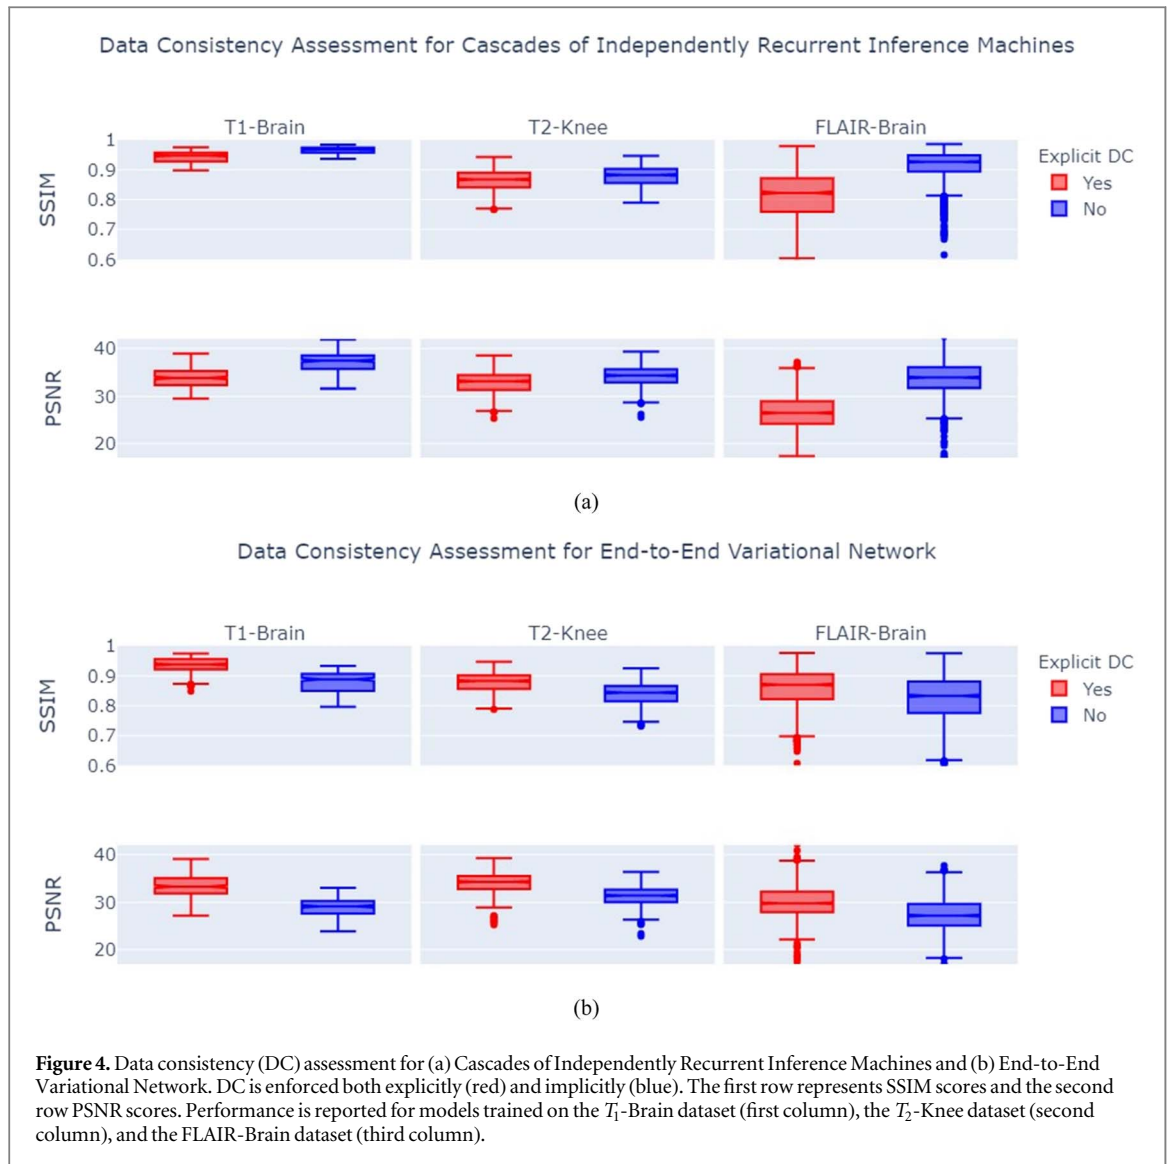 Data Consistency Assessment for Cascades of Independently Recurrent Inference Machines
T1-Brain T2-Knee FLAIR-Brain
SSIM
1
0.9
0.8
0.7
0.6
Explicit DC
Yes
No
PSNR
40
30
20
(a)
Data Consistency Assessment for End-to-End Variational Network
T1-Brain T2-Knee FLAIR-Brain
SSIM
1
0.9
0.8
0.7
0.6
Explicit DC
Yes
No
PSNR
40
30
20
(b)
Figure 4. Data consistency (DC) assessment for (a) Cascades of Independently Recurrent Inference Machines and (b) End-to-End
Variational Network. DC is enforced both explicitly (red) and implicitly (blue). The first row represents SSIM scores and the second
row PSNR scores. Performance is reported for models trained on the T₁-Brain dataset (first column), the T₂-Knee dataset (second
column), and the FLAIR-Brain dataset (third column).